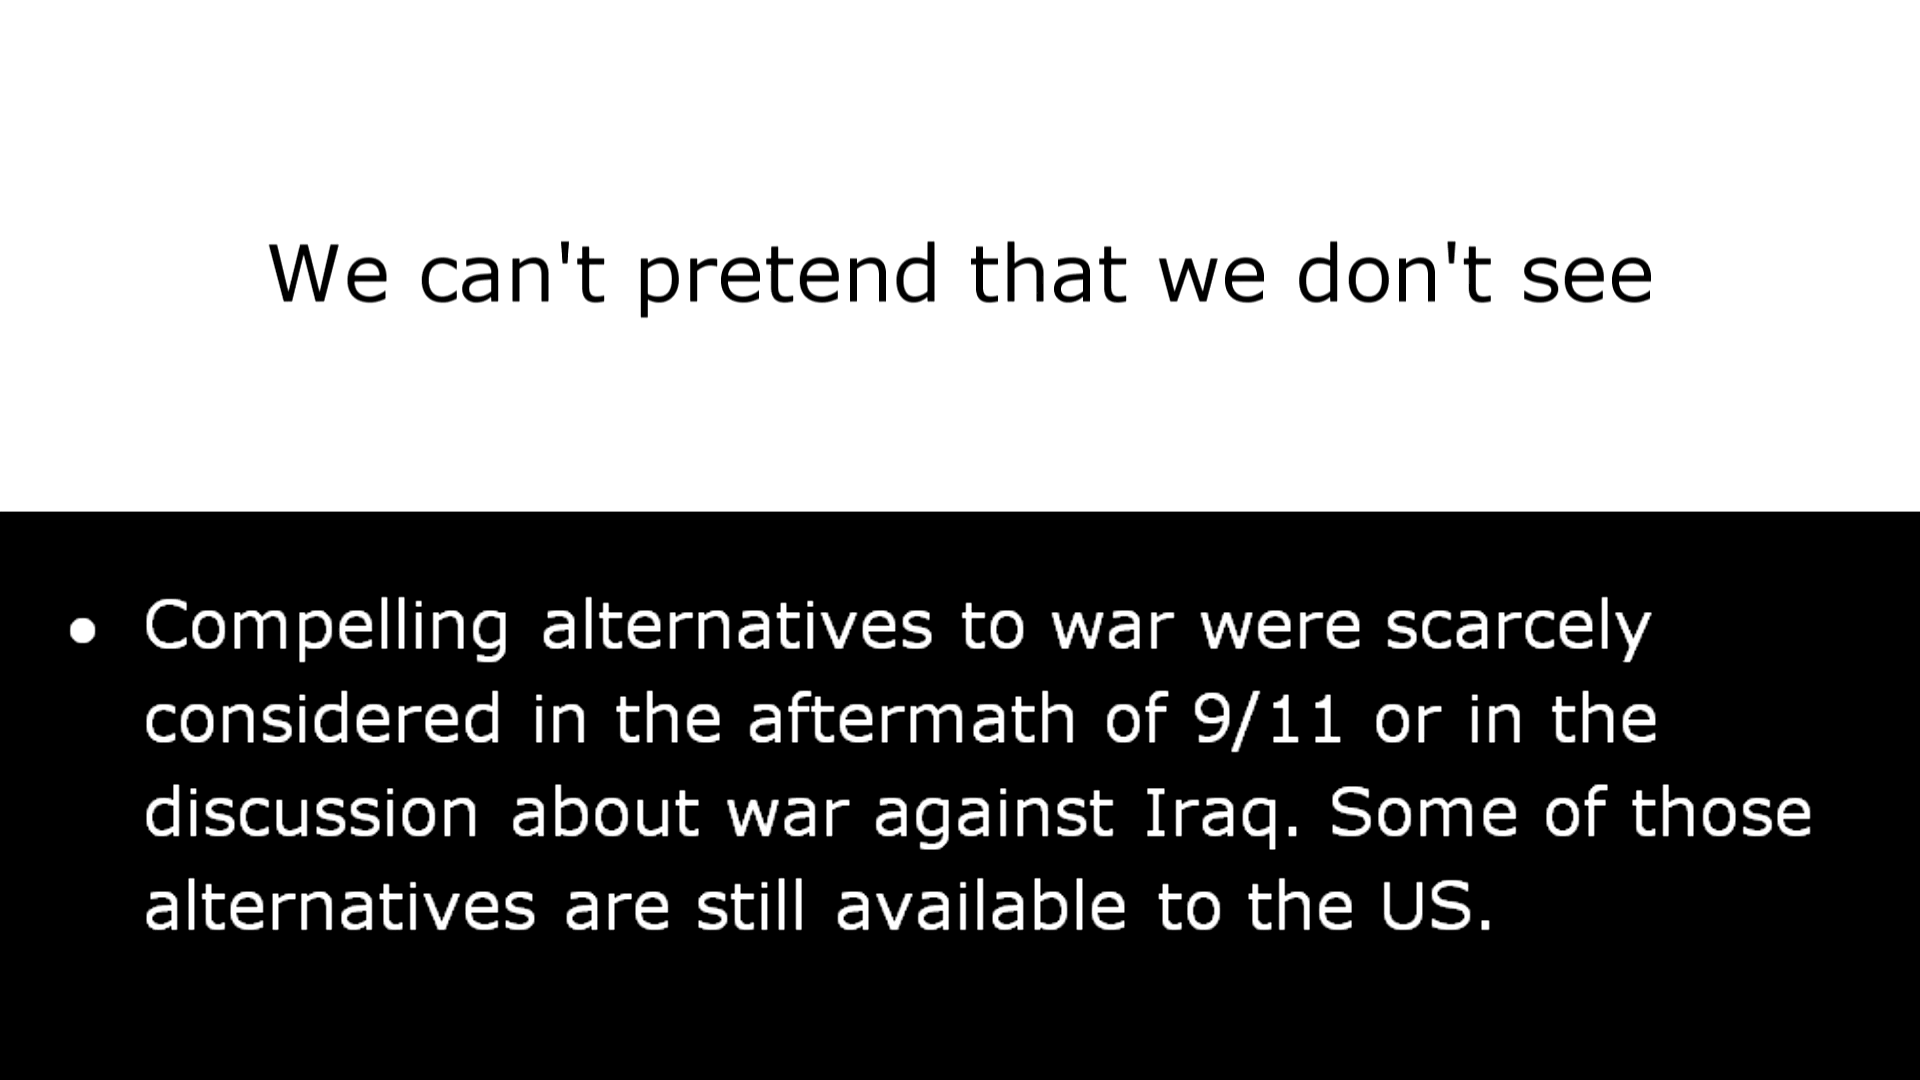 We can't pretend that we don't see
• Compelling alternatives to war were scarcely
considered in the aftermath of 9/11 or in the
discussion about war against Iraq. Some of those
alternatives are still available to the US.